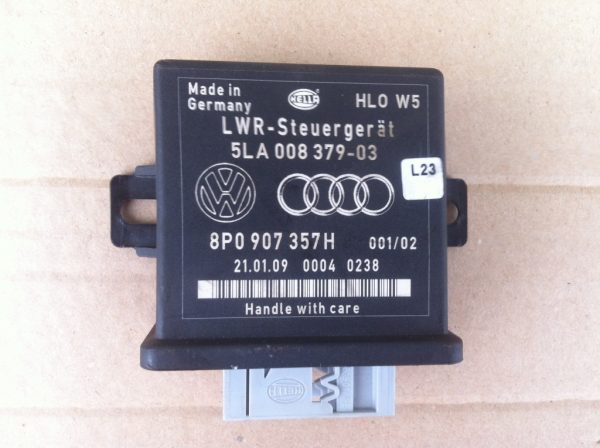 Made in
Germany
HELLA
HLO W5
LWR-Steuergerät
5LA 008 379-03
L23
8P0 907 357H 001/02
21.01.09 0004 0238
Handle with care
HELLA